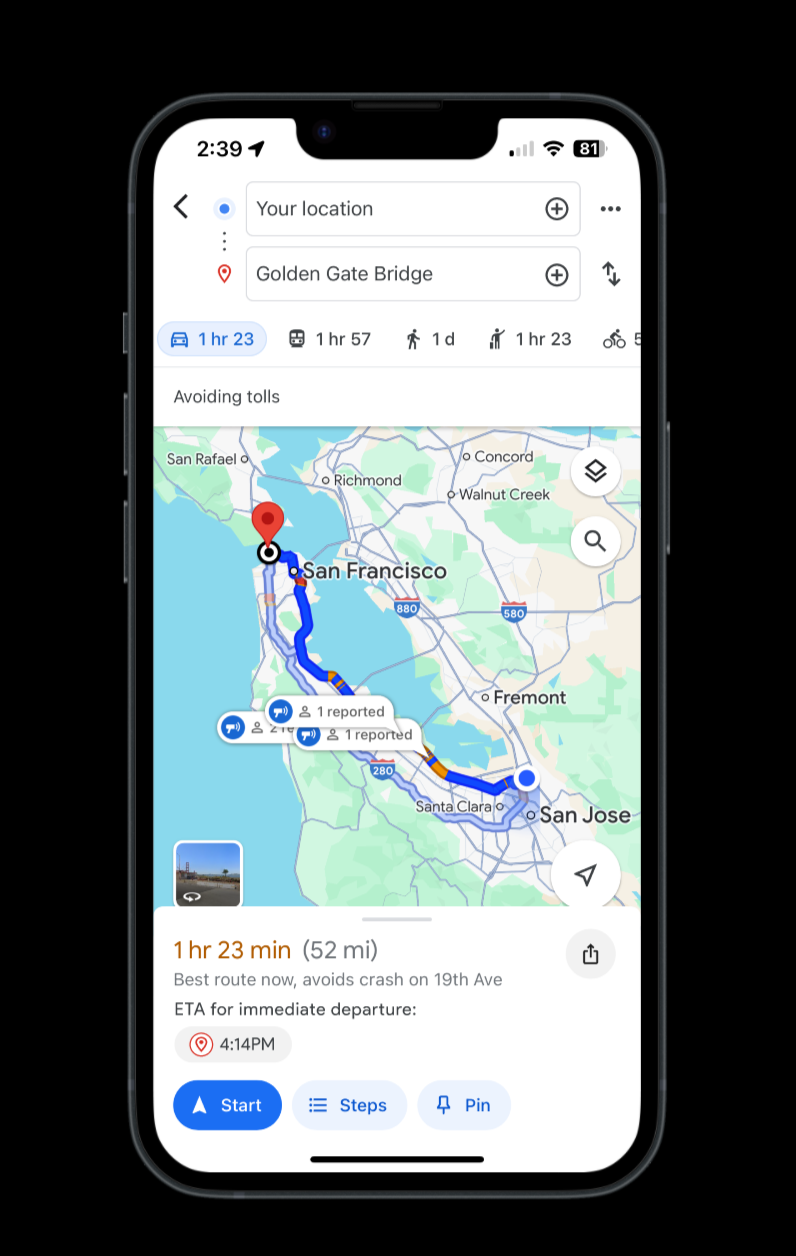 2:39
81
Your location
Golden Gate Bridge
1 hr 23
1 hr 57
1 d
1 hr 23
5
Avoiding tolls
San Rafael
Concord
Richmond
Walnut Creek
San Francisco
880
580
Fremont
1 reported
2 re
1 reported
280
Santa Clara
San Jose
1 hr 23 min (52 mi)
Best route now, avoids crash on 19th Ave
ETA for immediate departure:
4:14PM
Start
Steps
Pin